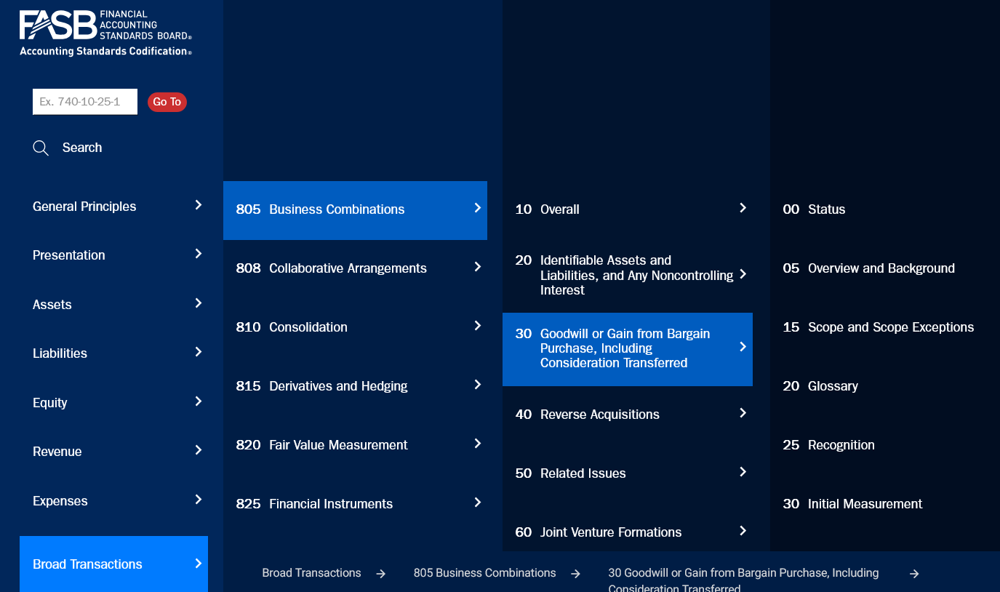 FASB FINANCIAL
ACCOUNTING
STANDARDS BOARD®
Accounting Standards Codification®
Ex. 740-10-25-1
Go To
Search
General Principles
Presentation
Assets
Liabilities
Equity
Revenue
Expenses
Broad Transactions
805 Business Combinations
808 Collaborative Arrangements
810 Consolidation
815 Derivatives and Hedging
820 Fair Value Measurement
825 Financial Instruments
10 Overall
20 Identifiable Assets and
Liabilities, and Any Noncontrolling
Interest
30 Goodwill or Gain from Bargain
Purchase, Including
Consideration Transferred
40 Reverse Acquisitions
50 Related Issues
60 Joint Venture Formations
00 Status
05 Overview and Background
15 Scope and Scope Exceptions
20 Glossary
25 Recognition
30 Initial Measurement
Broad Transactions → 805 Business Combinations → 30 Goodwill or Gain from Bargain Purchase, Including →
Consideration Transferred